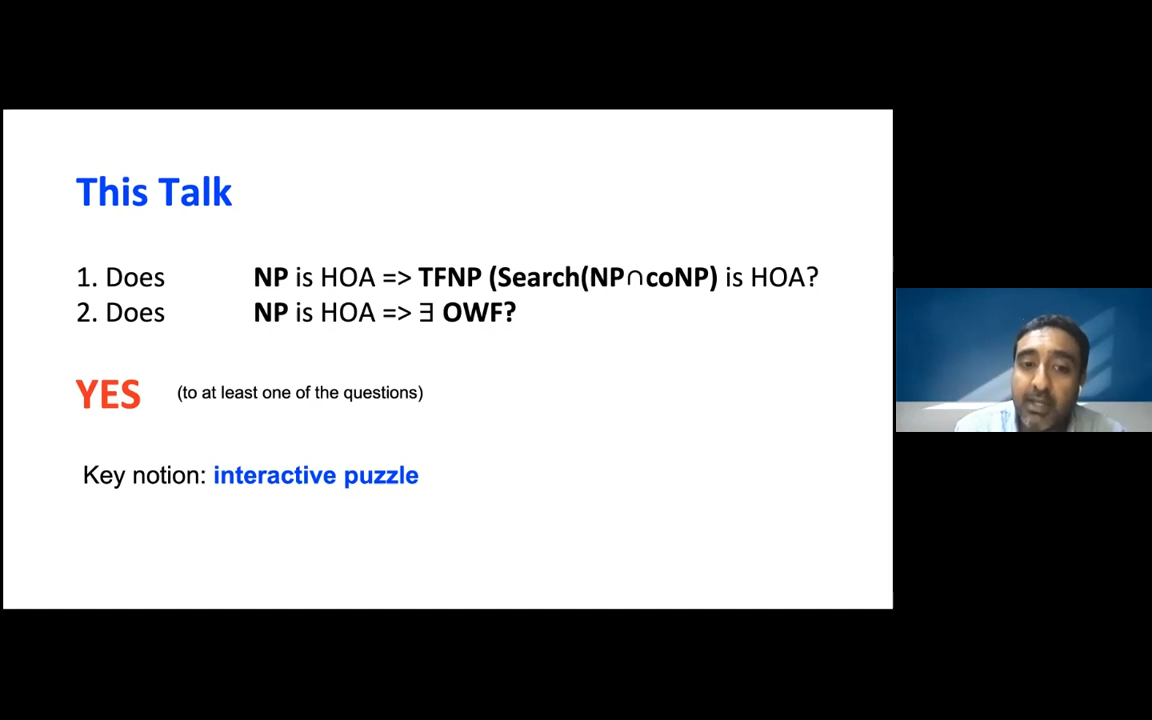 This Talk
1. Does NP is HOA => TFNP (Search(NP∩coNP) is HOA?
2. Does NP is HOA => ∃ OWF?
YES (to at least one of the questions)
Key notion: interactive puzzle